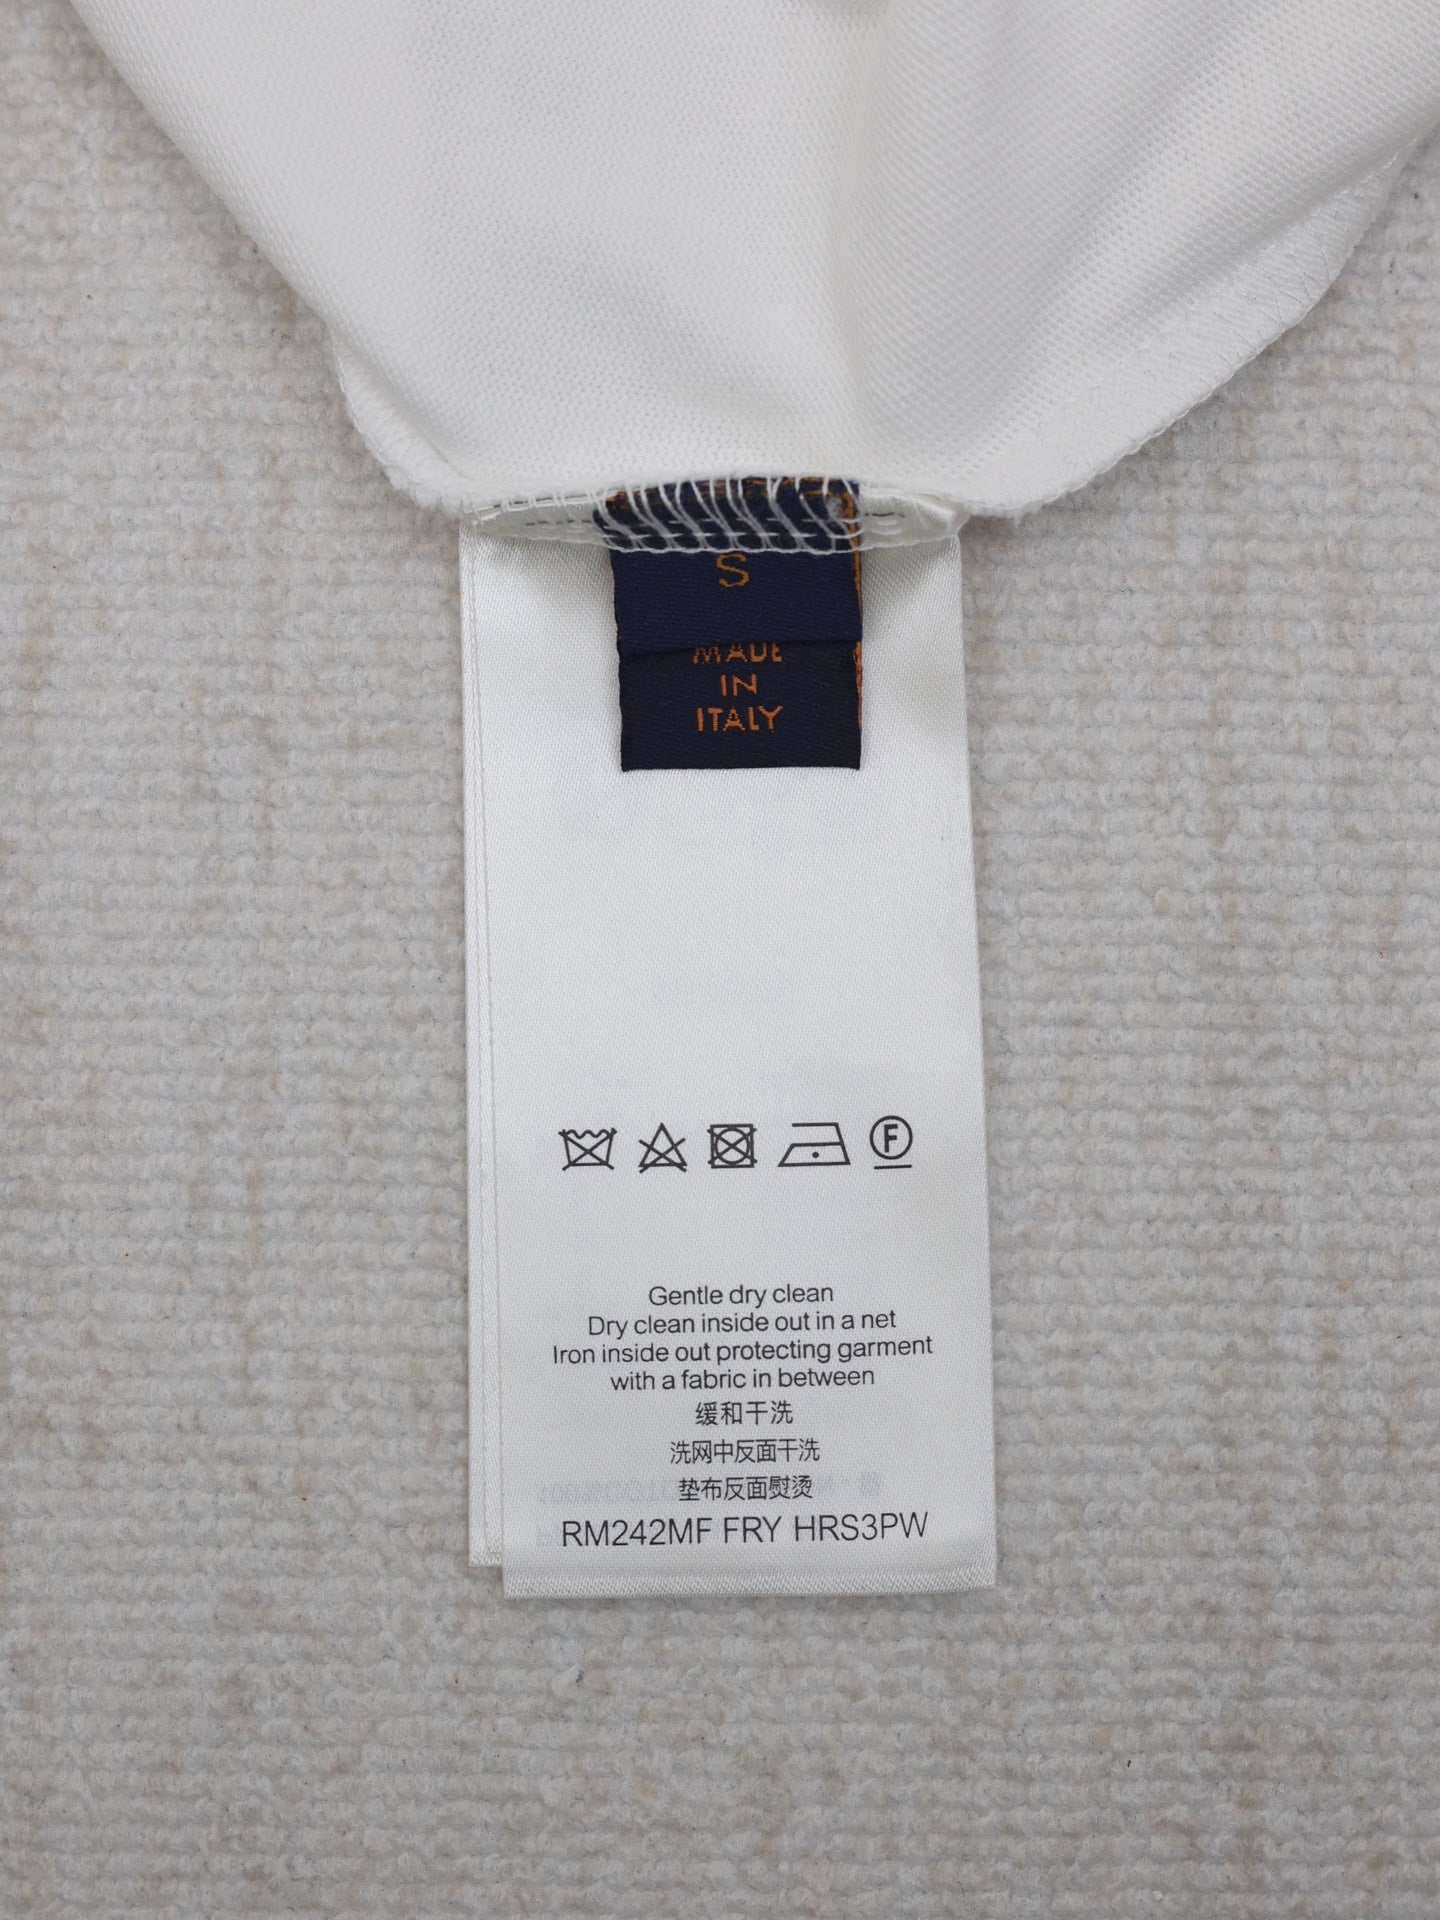 S
MADE
IN
ITALY
F
Gentle dry clean
Dry clean inside out in a net
Iron inside out protecting garment
with a fabric in between
缓和干洗
洗网中反面干洗
垫布反面熨烫
RM242MF FRY HRS3PW